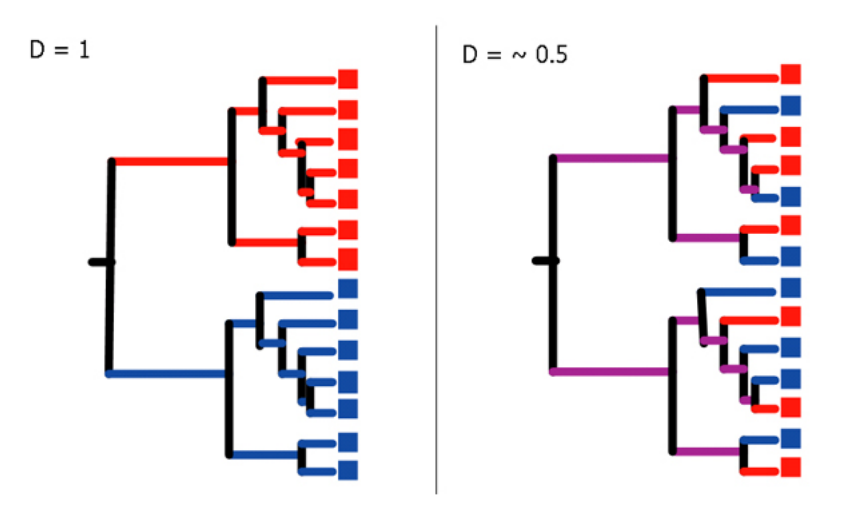 D = 1
D = ~ 0.5